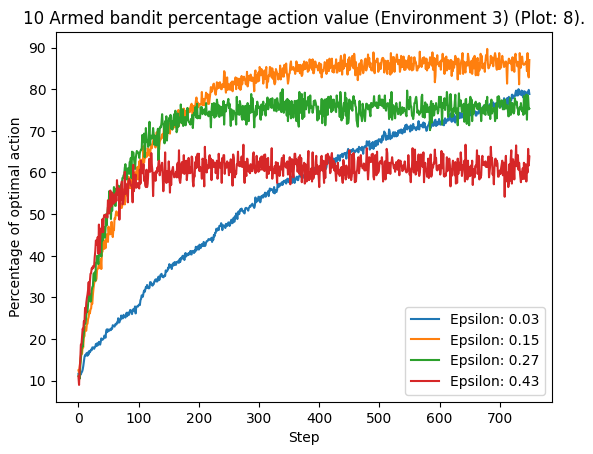 10 Armed bandit percentage action value (Environment 3) (Plot: 8).
90
80
70
60
50
40
30
20
10
Percentage of optimal action
0 100 200 300 400 500 600 700
Step
Epsilon: 0.03
Epsilon: 0.15
Epsilon: 0.27
Epsilon: 0.43